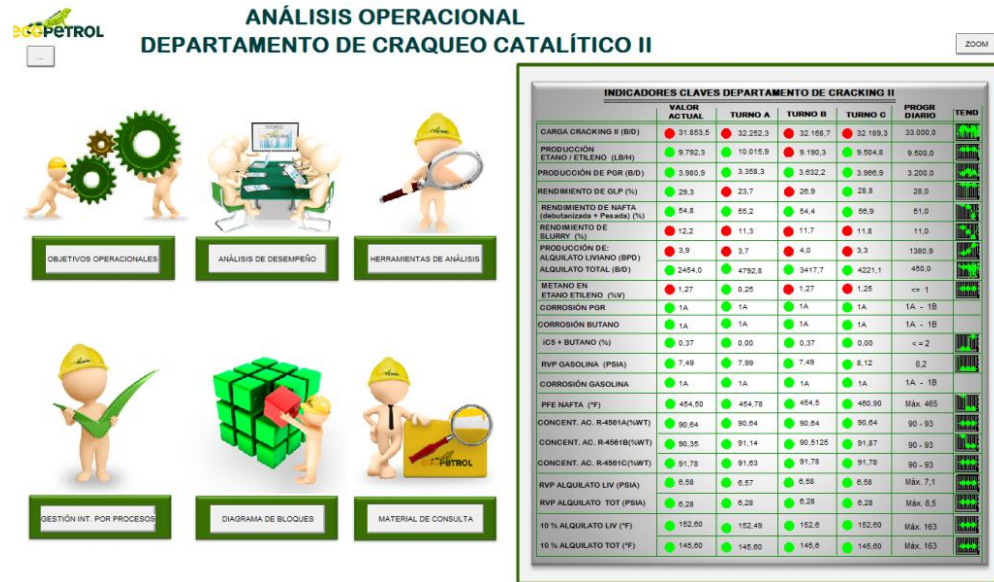 ecopetrol
ANÁLISIS OPERACIONAL
DEPARTAMENTO DE CRAQUEO CATALÍTICO II
...
ZOOM
OBJETIVOS OPERACIONALES
ANÁLISIS DE DESEMPEÑO
HERRAMIENTAS DE ANÁLISIS
GESTIÓN INT. POR PROCESOS
DIAGRAMA DE BLOQUES
ecoPETROL
MATERIAL DE CONSULTA
INDICADORES CLAVES DEPARTAMENTO DE CRACKING II
VALOR ACTUAL TURNO A TURNO B TURNO C PROGR DIARIO TEND
CARGA CRACKING II (B/D) 31.853,5 32.252,3 32.168,7 32.189,3 33.000,0
PRODUCCIÓN
ETANO / ETILENO (LB/H) 9.792,3 10.015,9 9.190,3 9.504,8 9.500,0
PRODUCCIÓN DE PGR (B/D) 3.980,9 3.358,3 3.632,2 3.966,9 3.200,0
RENDIMIENTO DE GLP (%) 29,3 23,7 26,9 28,8 28,0
RENDIMIENTO DE NAFTA
(debutanizada + Pesada) (%) 54,8 55,2 54,4 56,9 51,0
RENDIMIENTO DE
SLURRY (%) 12,2 11,3 11,7 11,8 11,0
PRODUCCIÓN DE:
ALQUILATO LIVIANO (BPD) 3,9 3,7 4,0 3,3 1380,9
ALQUILATO TOTAL (B/D) 2454,0 4792,8 3417,7 4221,1 450,0
METANO EN
ETANO ETILENO (%V) 1,27 0,25 1,27 1,25 <= 1
CORROSIÓN PGR 1A 1A 1A 1A 1A - 1B
CORROSIÓN BUTANO 1A 1A 1A 1A 1A - 1B
iC5 + BUTANO (%) 0,37 0,00 0,37 0,00 < = 2
RVP GASOLINA (PSIA) 7,49 7,99 7,49 8,12 8,2
CORROSIÓN GASOLINA 1A 1A 1A 1A 1A - 1B
PFE NAFTA (°F) 454,50 454,78 454,5 460,90 Máx. 465
CONCENT. AC. R-4561A(%WT) 90,64 90,64 90,64 90,64 90 - 93
CONCENT. AC. R-4561B(%WT) 90,35 91,14 90,5125 91,87 90 - 93
CONCENT. AC. R-4561C(%WT) 91,78 91,63 91,78 91,78 90 - 93
RVP ALQUILATO LIV (PSIA) 6,58 6,57 6,58 6,58 Máx. 7,1
RVP ALQUILATO TOT (PSIA) 6,28 6,28 6,28 6,28 Máx. 8,5
10 % ALQUILATO LIV (°F) 152,60 152,49 152,6 152,60 Máx. 163
10 % ALQUILATO TOT (°F) 145,60 145,60 145,6 145,60 Máx. 163